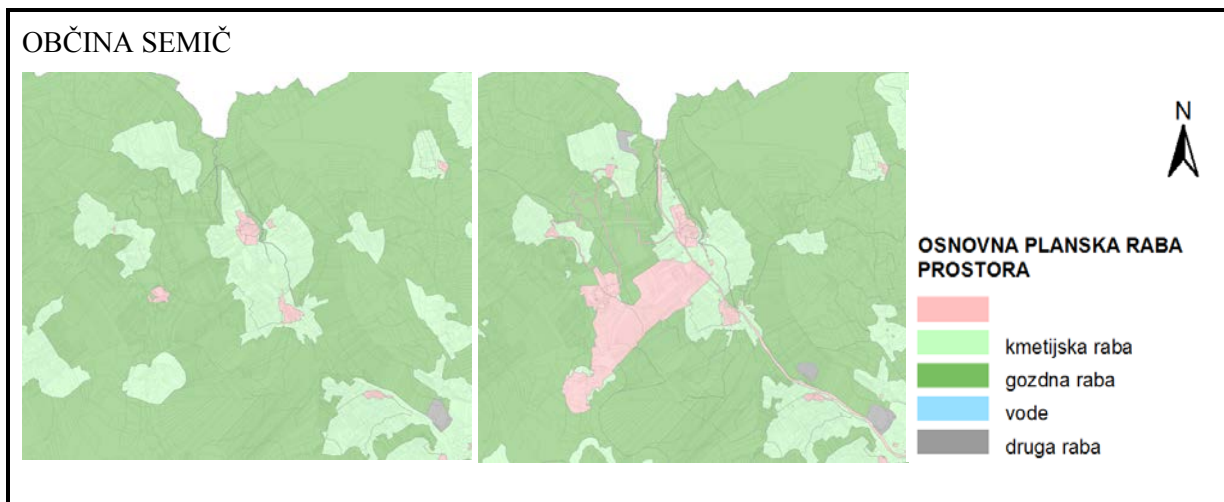 OBČINA SEMIČ
N
OSNOVNA PLANSKA RABA
PROSTORA
kmetijska raba
gozdna raba
vode
druga raba